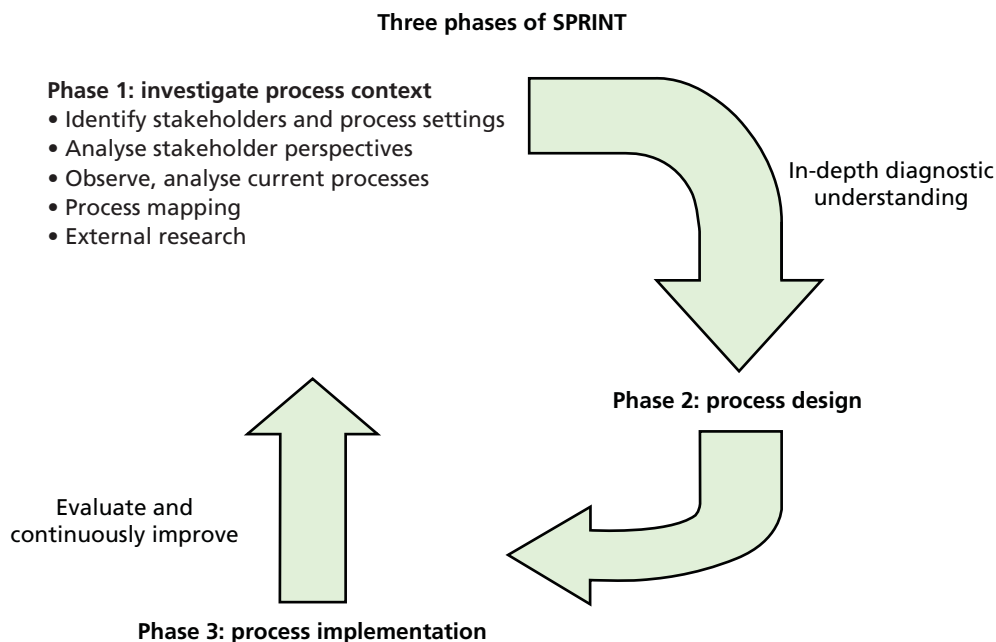 Three phases of SPRINT
Phase 1: investigate process context
• Identify stakeholders and process settings
• Analyse stakeholder perspectives
• Observe, analyse current processes
• Process mapping
• External research
In-depth diagnostic
understanding
Phase 2: process design
Evaluate and
continuously improve
Phase 3: process implementation